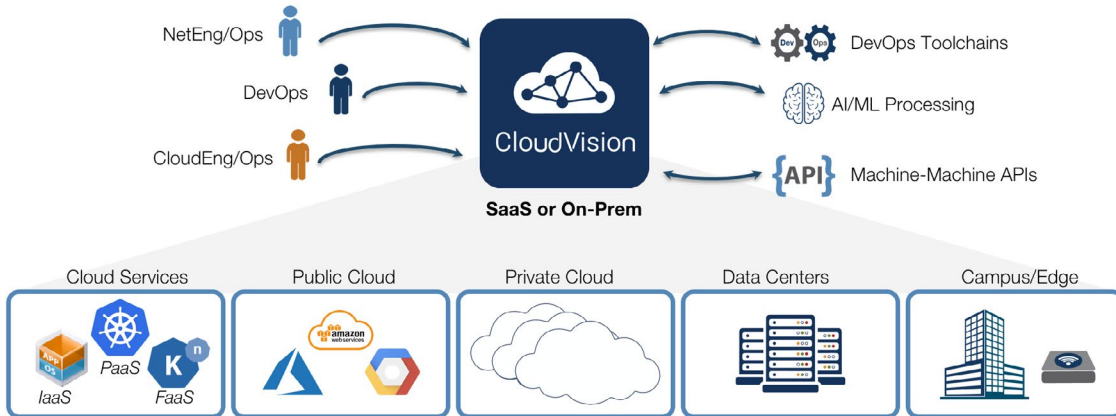 NetEng/Ops
DevOps
CloudEng/Ops
CloudVision
SaaS or On-Prem
Dev
Ops
DevOps Toolchains
AI/ML Processing
{API}
Machine-Machine APIs
Cloud Services
APP
OS
IaaS
PaaS
K
n
FaaS
Public Cloud
amazon
webservices
Private Cloud
Data Centers
Campus/Edge